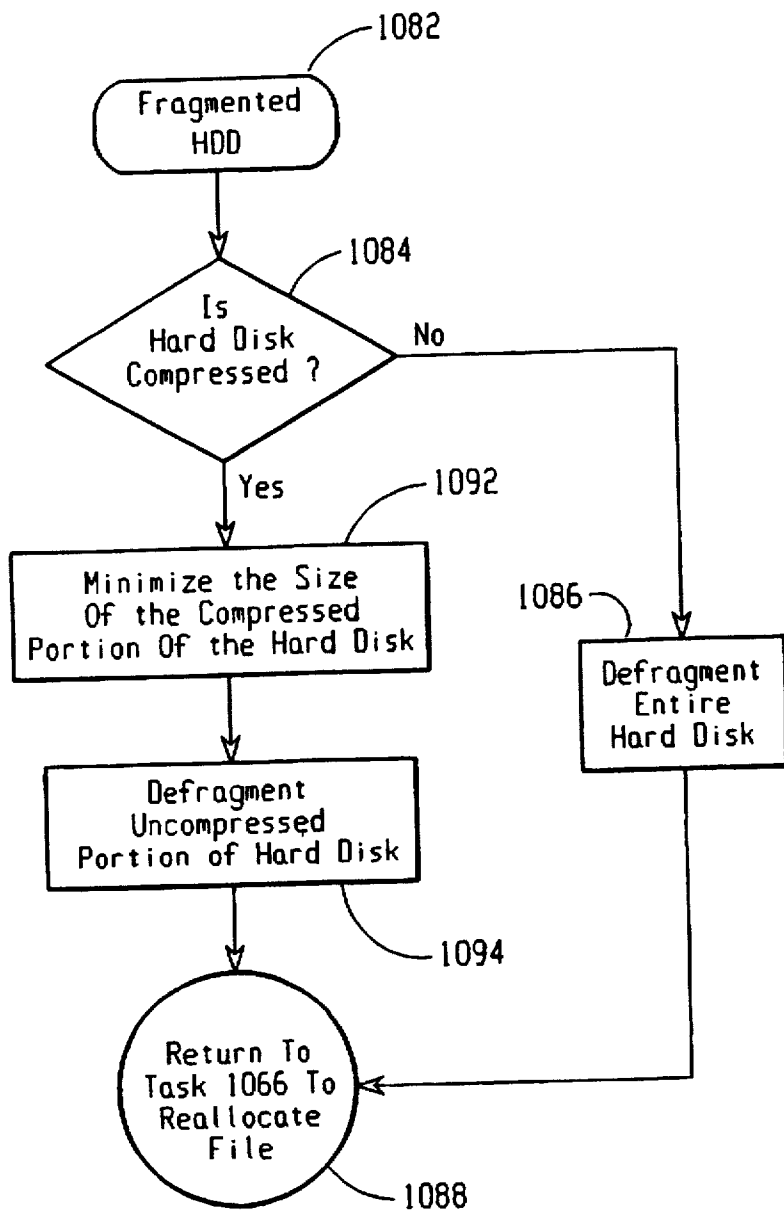 1082
Fragmented
HDD
1084
Is
Hard Disk
Compressed ?
No
Yes
1092
Minimize the Size
Of the Compressed
Portion Of the Hard Disk
1086
Defragment
Entire
Hard Disk
Defragment
Uncompressed
Portion of Hard Disk
1094
Return To
Task 1066 To
Reallocate
File
1088